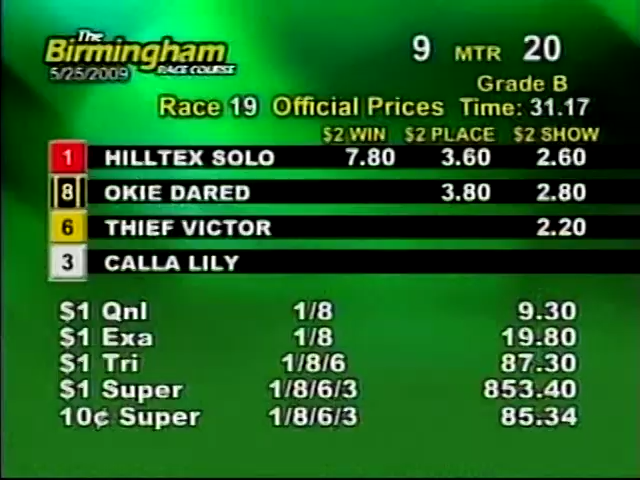 The
Birmingham
RACE COURSE
5/25/2009
9 MTR 20
Grade B
Race 19 Official Prices Time: 31.17
$2 WIN $2 PLACE $2 SHOW
1 HILLTEX SOLO 7.80 3.60 2.60
8 OKIE DARED 3.80 2.80
6 THIEF VICTOR 2.20
3 CALLA LILY
$1 Qnl 1/8 9.30
$1 Exa 1/8 19.80
$1 Tri 1/8/6 87.30
$1 Super 1/8/6/3 853.40
10¢ Super 1/8/6/3 85.34